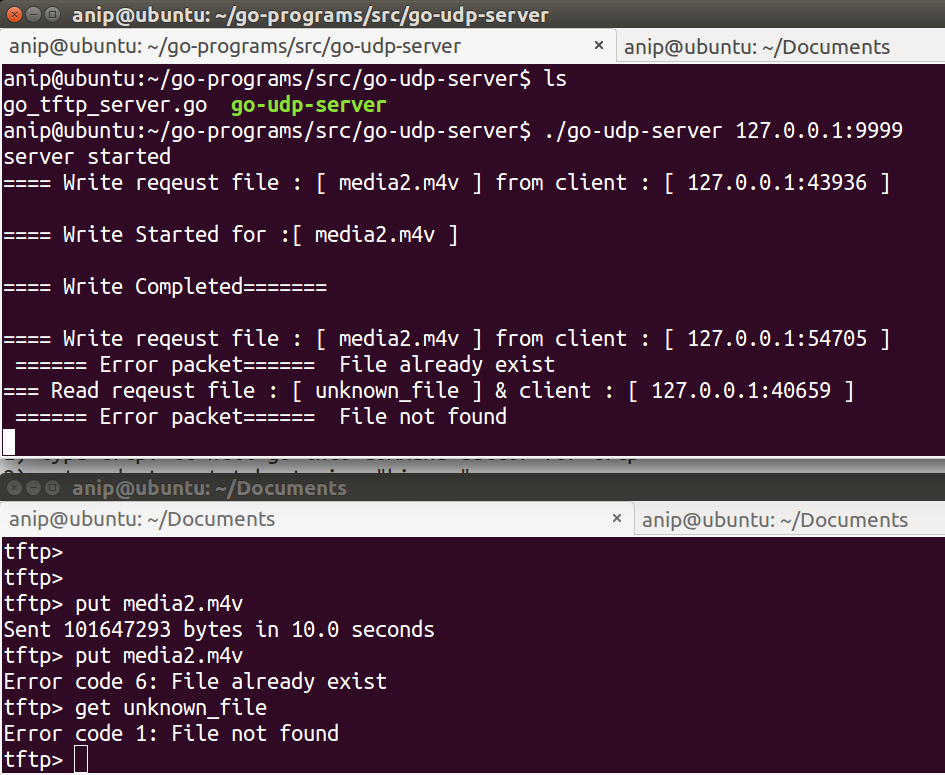 anip@ubuntu: ~/go-programs/src/go-udp-server
anip@ubuntu: ~/go-programs/src/go-udp-server × anip@ubuntu: ~/Documents
anip@ubuntu:~/go-programs/src/go-udp-server$ ls
go_tftp_server.go go-udp-server
anip@ubuntu:~/go-programs/src/go-udp-server$ ./go-udp-server 127.0.0.1:9999
server started
==== Write reqeust file : [ media2.m4v ] from client : [ 127.0.0.1:43936 ]
==== Write Started for :[ media2.m4v ]
==== Write Completed=======
==== Write reqeust file : [ media2.m4v ] from client : [ 127.0.0.1:54705 ]
====== Error packet====== File already exist
=== Read reqeust file : [ unknown_file ] & client : [ 127.0.0.1:40659 ]
====== Error packet====== File not found
anip@ubuntu: ~/Documents
anip@ubuntu: ~/Documents × anip@ubuntu: ~/Documents
tftp>
tftp>
tftp> put media2.m4v
Sent 101647293 bytes in 10.0 seconds
tftp> put media2.m4v
Error code 6: File already exist
tftp> get unknown_file
Error code 1: File not found
tftp>